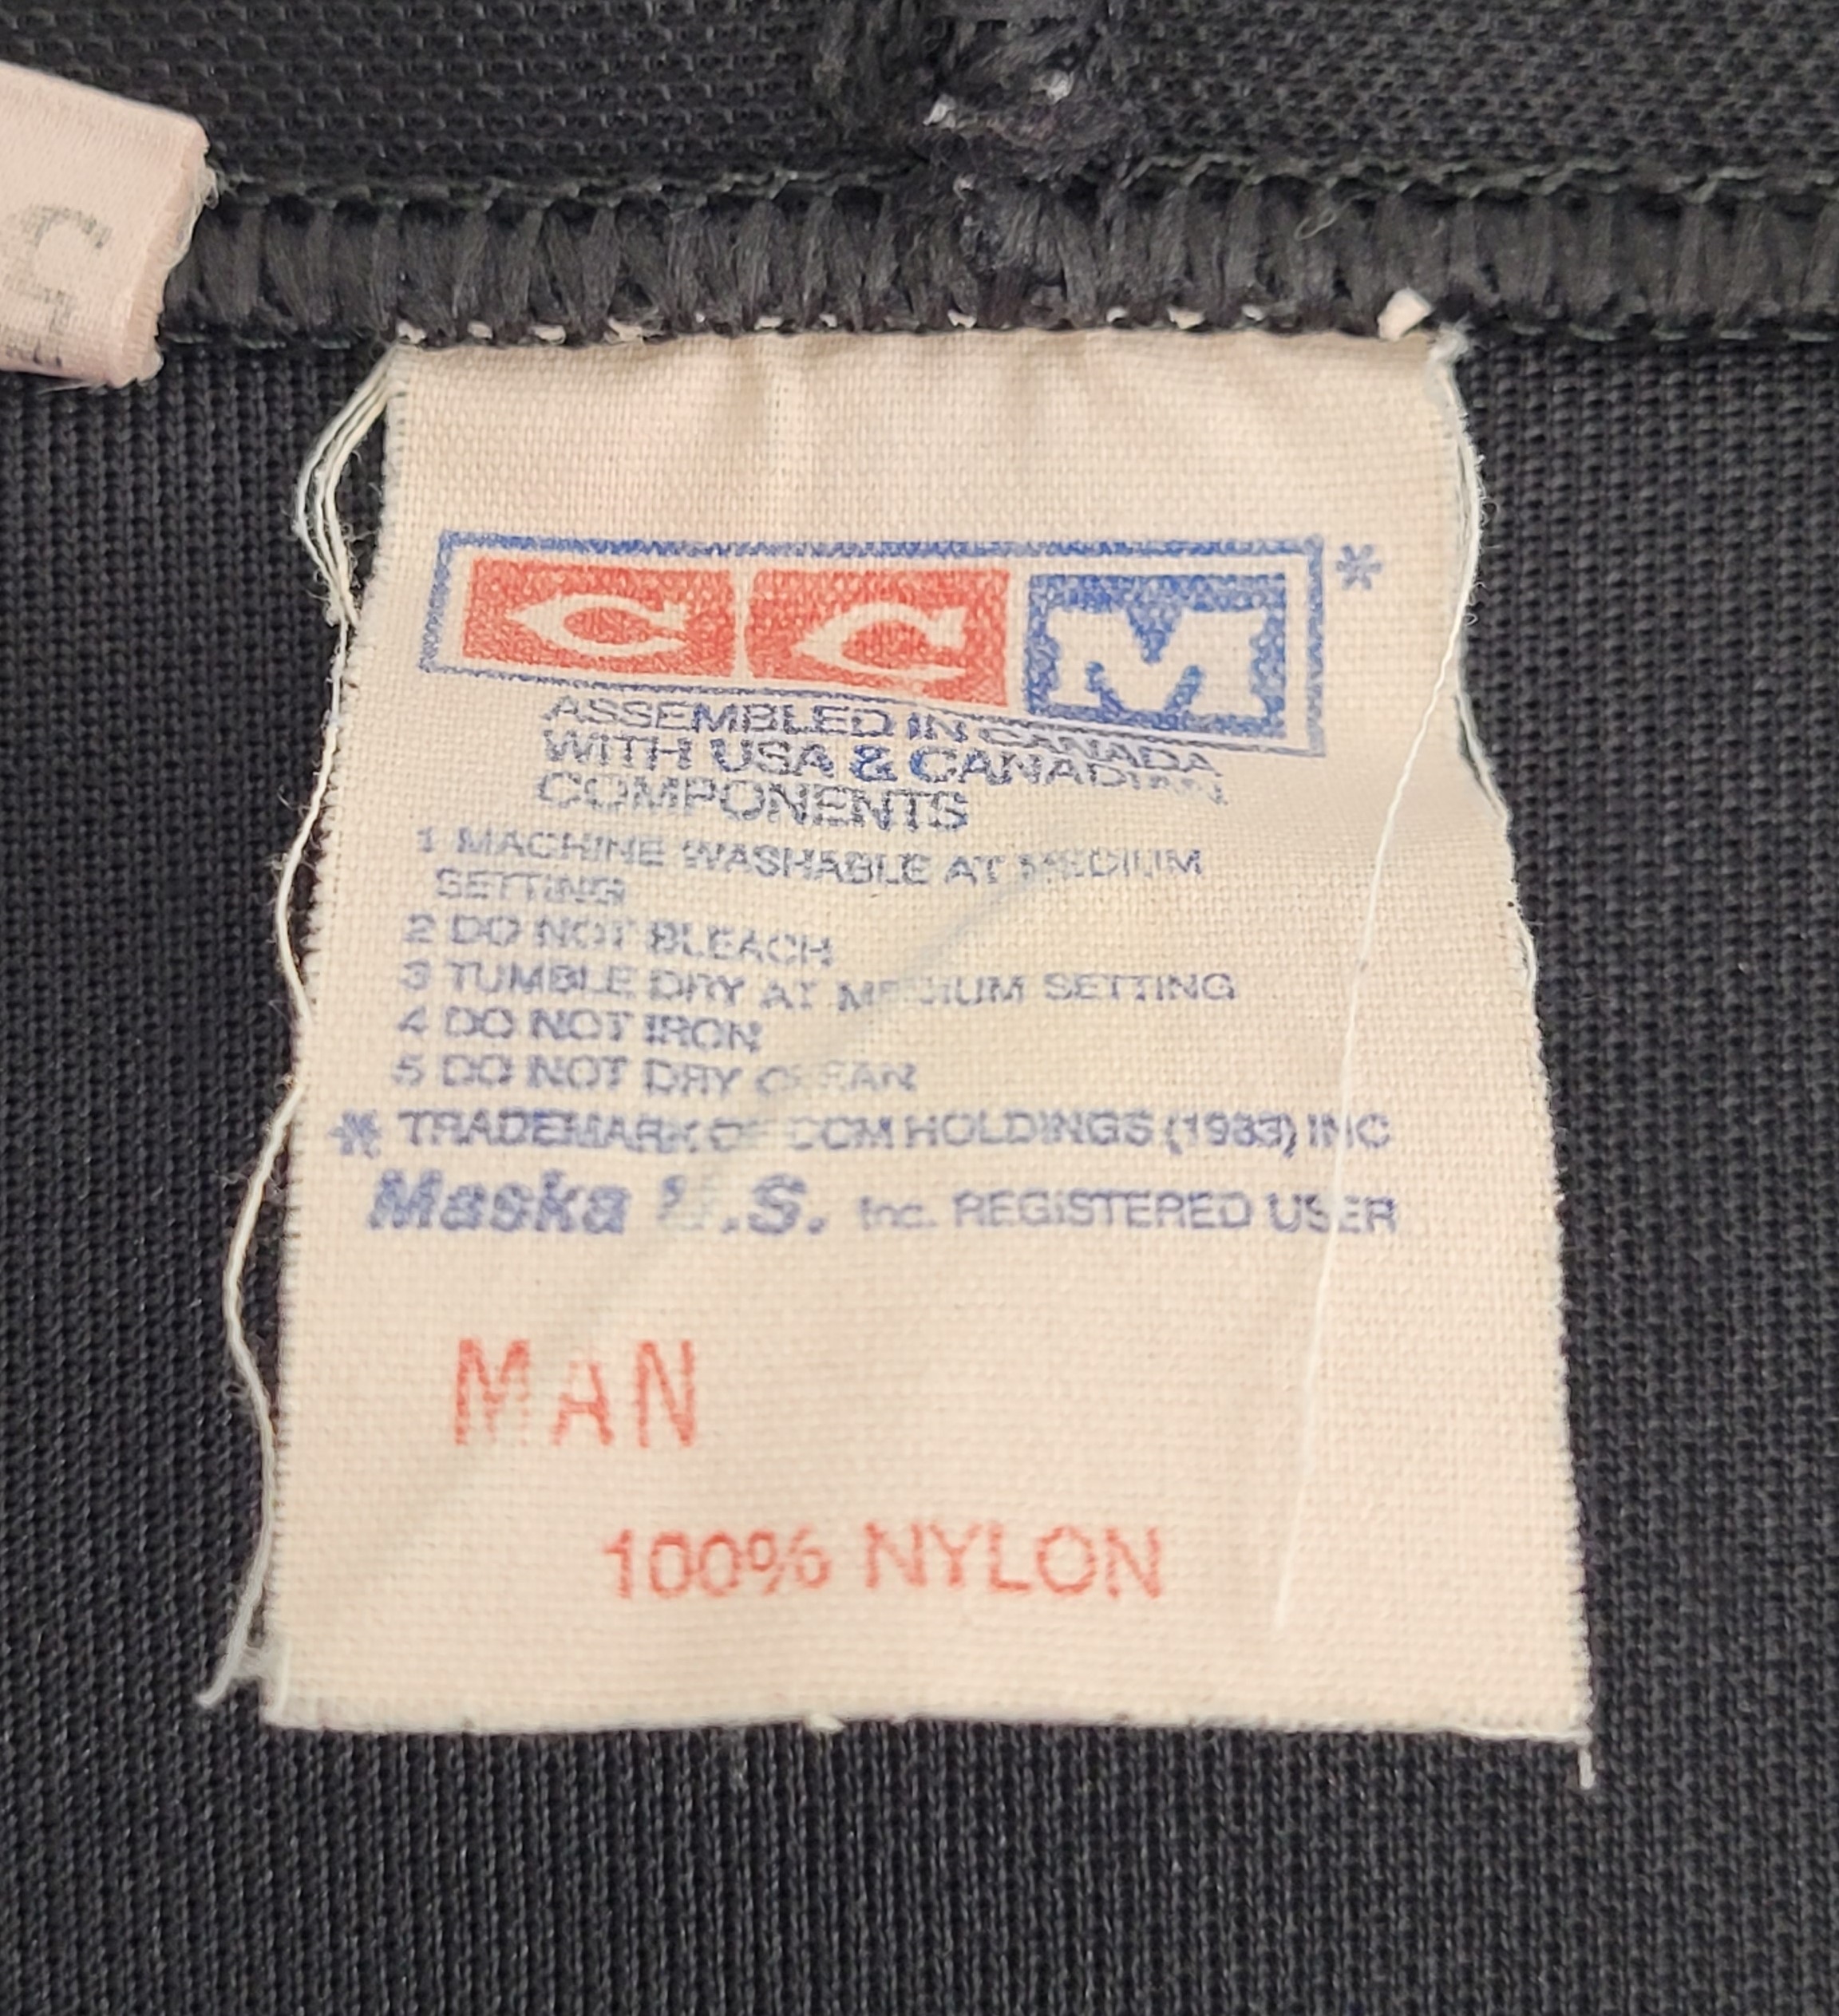 CCM*
ASSEMBLED IN CANADA
WITH USA & CANADIAN
COMPONENTS
1 MACHINE WASHABLE AT MEDIUM
SETTING
2 DO NOT BLEACH
3 TUMBLE DRY AT MEDIUM SETTING
4 DO NOT IRON
5 DO NOT DRY CLEAN
* TRADEMARK OF CCM HOLDINGS (1983) INC
Maska U.S. Inc. REGISTERED USER
MAN
100% NYLON